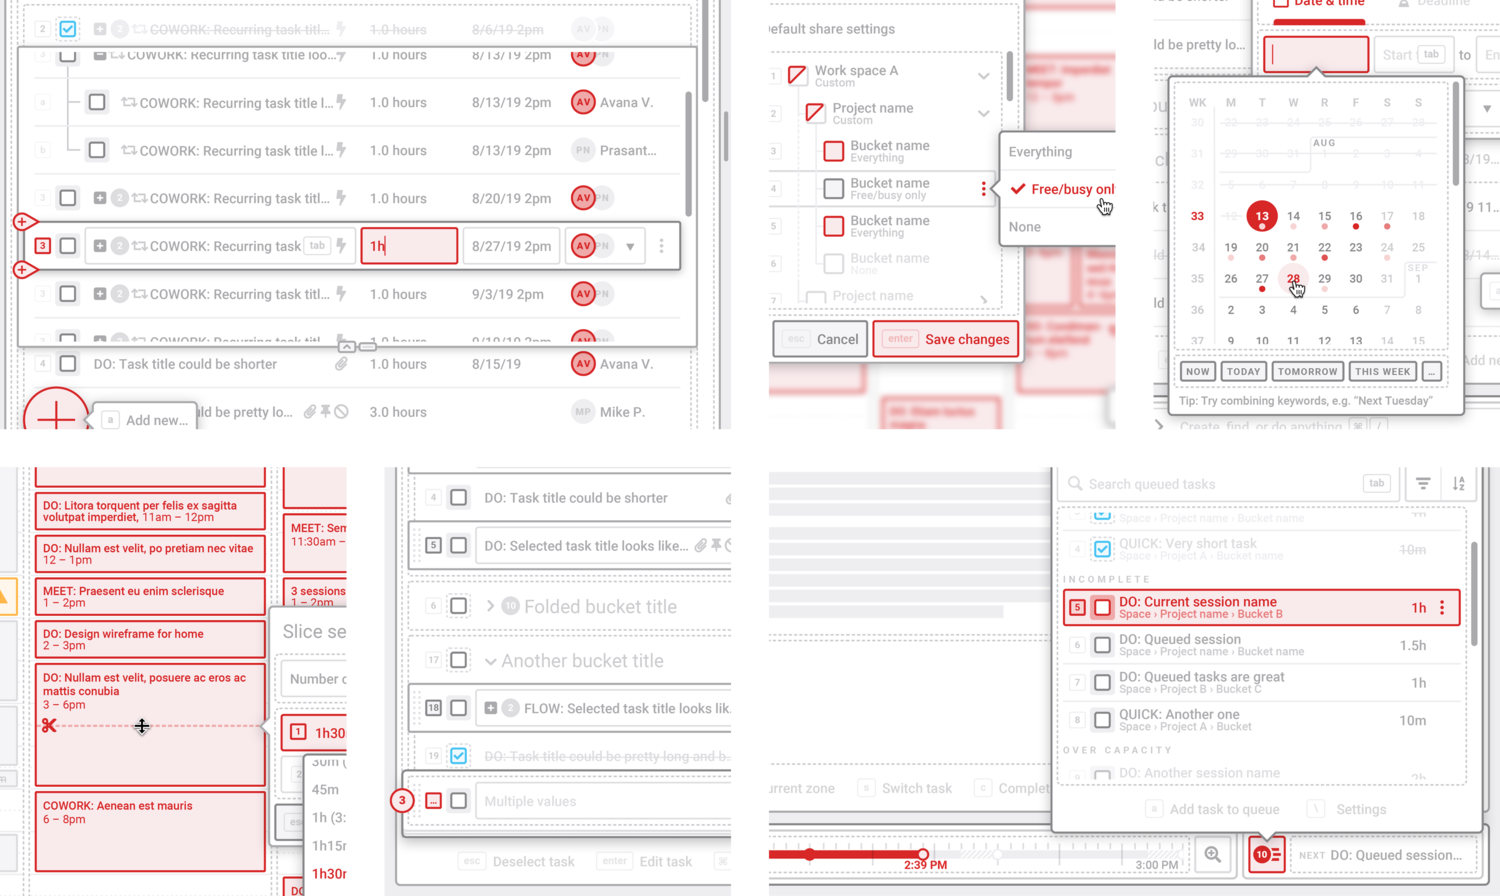 2 COWORK: Recurring task titl... 1.0 hours 8/6/19 2pm AV PN
COWORK: Recurring task title loo... 1.0 hours 8/13/19 2pm AV PN
a COWORK: Recurring task title l... 1.0 hours 8/13/19 2pm AV Avana V.
b COWORK: Recurring task title l... 1.0 hours 8/13/19 2pm PN Prasant...
3 2 COWORK: Recurring task titl... 1.0 hours 8/20/19 2pm AV PN
3 2 COWORK: Recurring task tab 1h 8/27/19 2pm AV PN
3 2 COWORK: Recurring task titl... 1.0 hours 9/3/19 2pm AV PN
COWORK: Recurring task titl... 1.0 hours 9/10/19 2pm AV PN
4 DO: Task title could be shorter 8/15/19 AV Avana V.
uld be pretty lo... 3.0 hours MP Mike P.
a Add new...
efault share settings
1 Work space A
Custom
2 Project name
Custom
3 Bucket name
Everything
4 Bucket name
Free/busy only
5 Bucket name
Everything
6 Bucket name
None
7 Project name
Everything
Free/busy onl
None
esc Cancel
enter Save changes
Date & time Deadline
ld be pretty lo...
Start tab to En
WK M T W R F S S
30 22 23 24 25 26 27 28
AUG
31
32 5 6 7 8 9 10 11
33 12 13 14 15 16 17 18
34 19 20 21 22 23 24 25
SEP
35 26 27 28 29 30 31 1
36 2 3 4 5 6 7 8
37 9 10 11 12 13 14 15
NOW TODAY TOMORROW THIS WEEK ...
Tip: Try combining keywords, e.g. “Next Tuesday”
Create, find, or do anything ⌘ /
Add ne
DO: Litora torquent per felis ex sagitta
volutpat imperdiet, 11am – 12pm
DO: Nullam est velit, po pretiam nec vitae
12 – 1pm
MEET: Praesent eu enim sclerisque
1 – 2pm
DO: Design wireframe for home
2 – 3pm
DO: Nullam est velit, posuere ac eros ac
mattis conubia
3 – 6pm
COWORK: Aenean est mauris
6 – 8pm
MEET: Sem
11:30am –
3 sessions
1 – 2pm
Slice se
Number o
1 1h30
2
30m (
45m
esc
1h (3:
1h15r
1h30r
DO
4 DO: Task title could be shorter
5 DO: Selected task title looks like...
6 10 Folded bucket title
17 Another bucket title
18 2 FLOW: Selected task title looks lik
19 DO: Task title could be pretty long and b
3 ... Multiple values
esc Deselect task enter Edit task ⌘
Search queued tasks tab
Space › Project name › Bucket name
4 QUICK: Very short task 10m
Space › Project A › Bucket name
INCOMPLETE
5 DO: Current session name 1h
Space › Project name › Bucket B
6 DO: Queued session 1.5h
Space › Project name › Bucket name
7 DO: Queued tasks are great 1h
Space › Project B › Bucket C
8 QUICK: Another one 10m
Space › Project A › Bucket
OVER CAPACITY
9 DO: Another session name 2h
a Add task to queue \ Settings
urrent zone s Switch task c Complet
2:39 PM 3:00 PM
10 NEXT DO: Queued session...